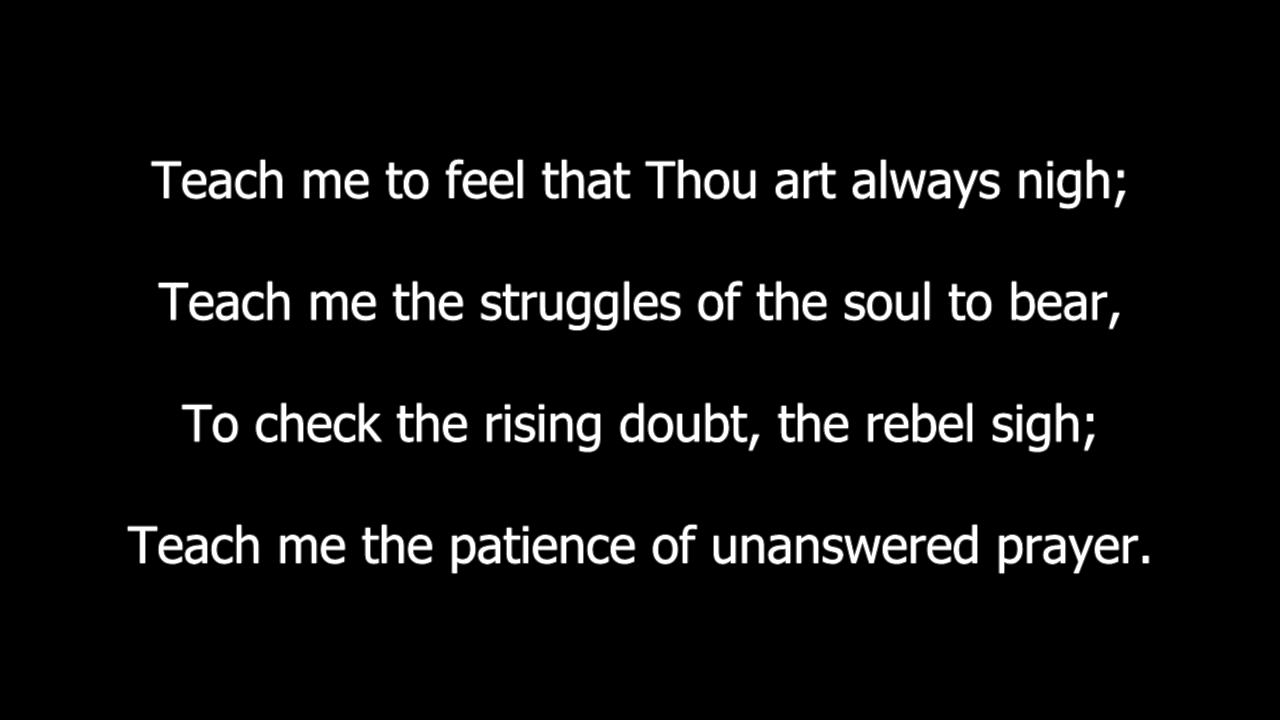 Teach me to feel that Thou art always nigh;
Teach me the struggles of the soul to bear,
To check the rising doubt, the rebel sigh;
Teach me the patience of unanswered prayer.